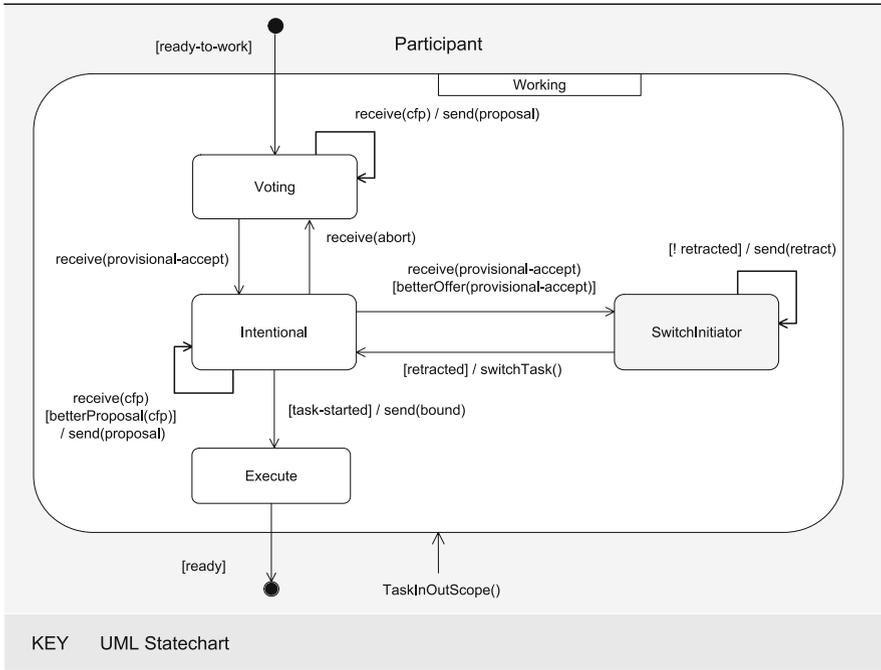 [ready-to-work]
Participant
Working
receive(cfp) / send(proposal)
Voting
receive(abort)
receive(provisional-accept)
[! retracted] / send(retract)
receive(provisional-accept)
[betterOffer(provisional-accept)]
Intentional
SwitchInitiator
[retracted] / switchTask()
receive(cfp)
[betterProposal(cfp)]
/ send(proposal)
[task-started] / send(bound)
Execute
[ready]
TaskInOutScope()
KEY UML Statechart